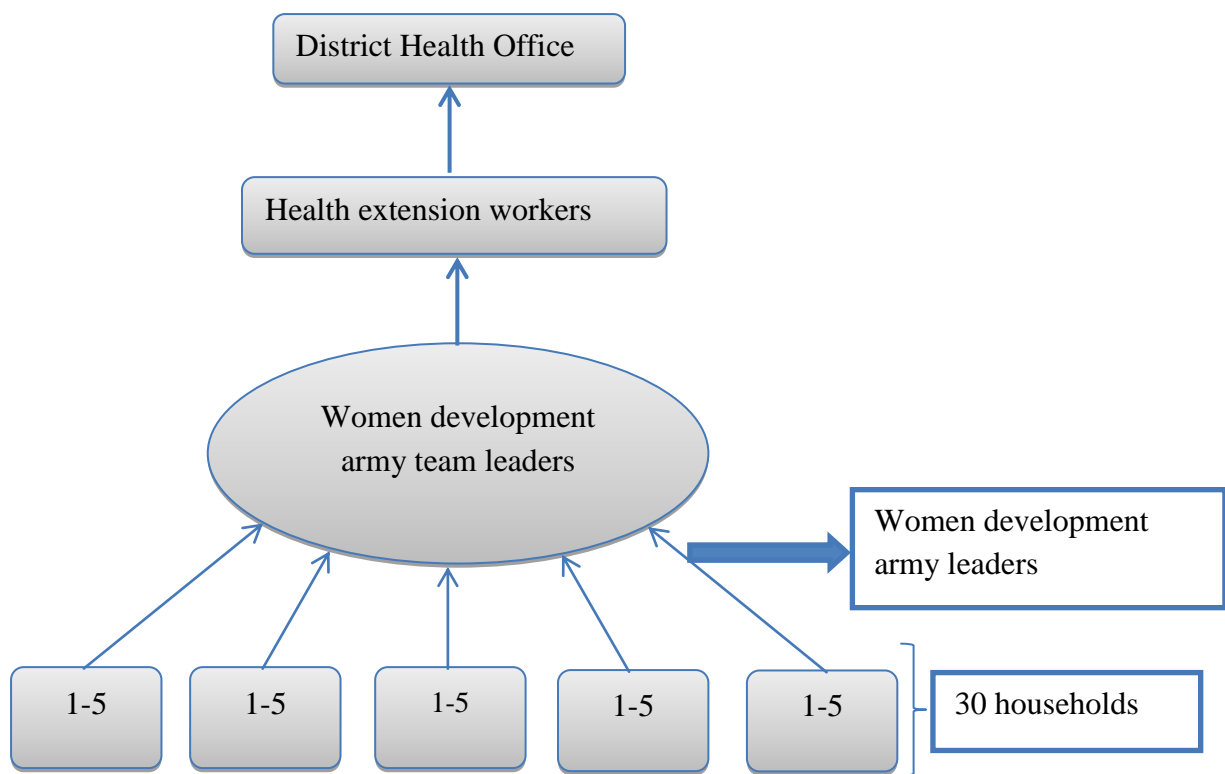 District Health Office
Health extension workers
Women development
army team leaders
Women development
army leaders
1-5
1-5
1-5
1-5
1-5
30 households